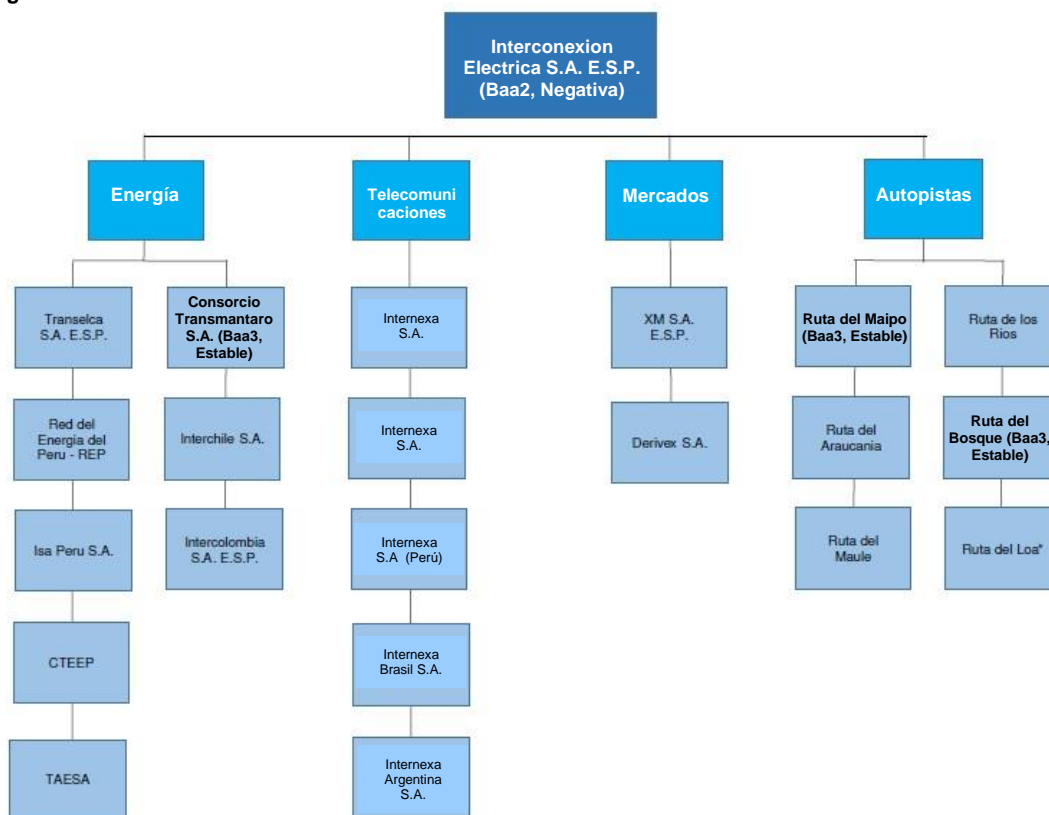 Interconexion
Electrica S.A. E.S.P.
(Baa2, Negativa)
Energía
Telecomuni
caciones
Mercados
Autopistas
Transelca
S.A. E.S.P.
Consorcio
Transmantaro
S.A. (Baa3,
Estable)
Internexa
S.A.
XM S.A.
E.S.P.
Ruta del Maipo
(Baa3, Estable)
Ruta de los
Rios
Red del
Energia del
Peru - REP
Interchile S.A.
Internexa
S.A.
Derivex S.A.
Ruta del
Araucania
Ruta del
Bosque (Baa3,
Estable)
Isa Peru S.A.
Intercolombia
S.A. E.S.P.
Internexa
S.A (Perú)
Ruta del
Maule
Ruta del Loa*
CTEEP
Internexa
Brasil S.A.
TAESA
Internexa
Argentina
S.A.